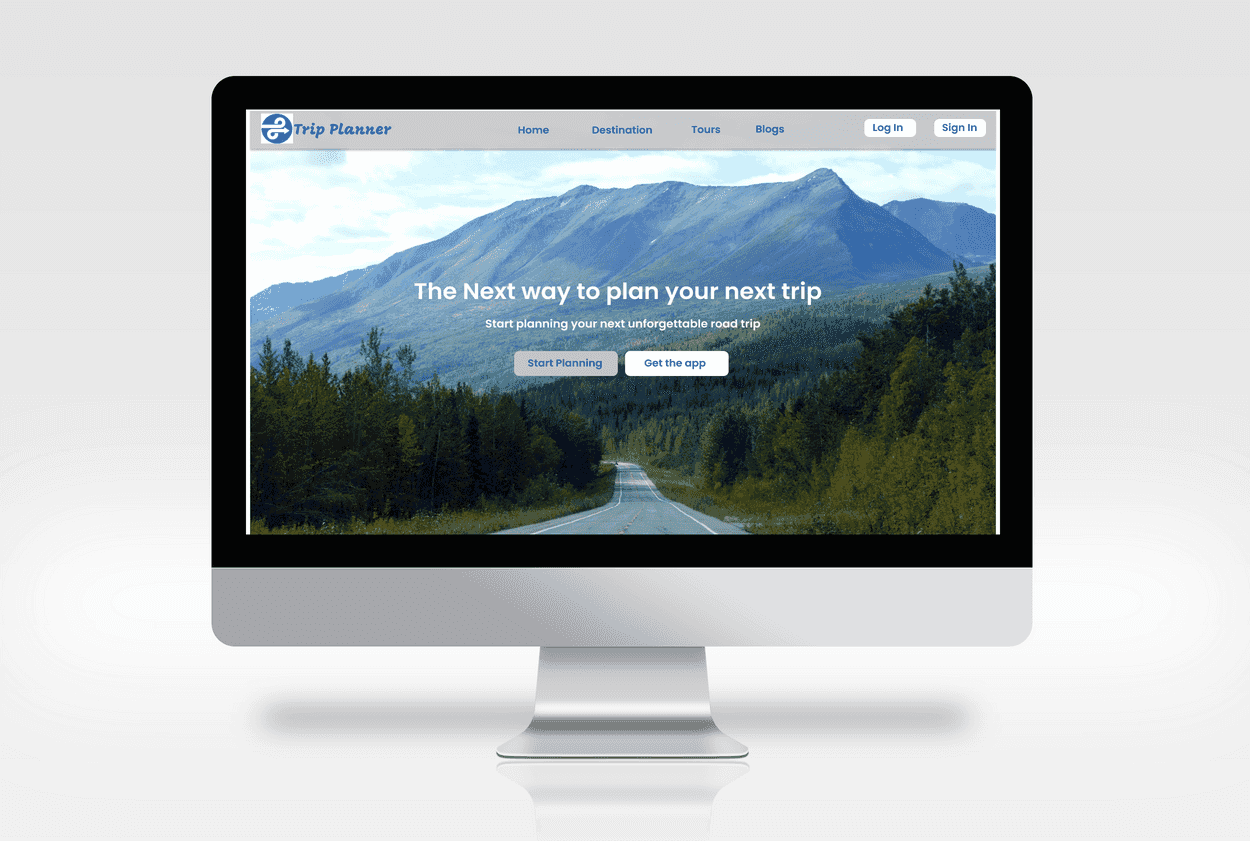 Trip Planner
Home
Destination
Tours
Blogs
Log In
Sign In
The Next way to plan your next trip
Start planning your next unforgettable road trip
Start Planning
Get the app